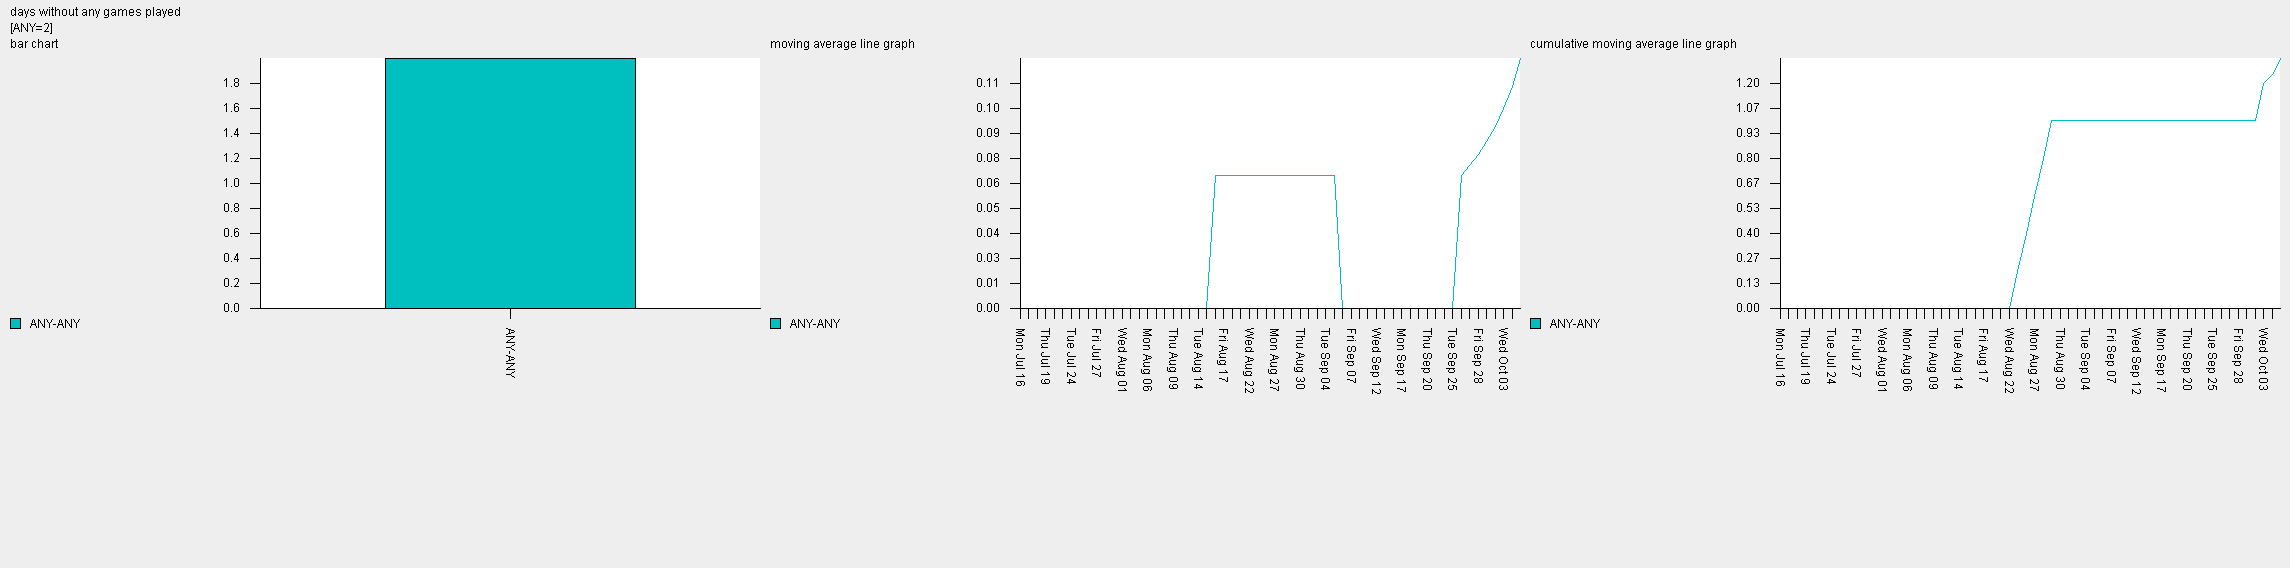 days without any games played
[ANY=2]
bar chart
1.8
1.6
1.4
1.2
1.0
0.8
0.6
0.4
0.2
0.0
ANY-ANY
ANY-ANY
moving average line graph
0.11
0.10
0.09
0.08
0.06
0.05
0.04
0.03
0.01
0.00
ANY-ANY
Mon Jul 16
Thu Jul 19
Tue Jul 24
Fri Jul 27
Wed Aug 01
Mon Aug 06
Thu Aug 09
Tue Aug 14
Fri Aug 17
Wed Aug 22
Mon Aug 27
Thu Aug 30
Tue Sep 04
Fri Sep 07
Wed Sep 12
Mon Sep 17
Thu Sep 20
Tue Sep 25
Fri Sep 28
Wed Oct 03
cumulative moving average line graph
1.20
1.07
0.93
0.80
0.67
0.53
0.40
0.27
0.13
0.00
ANY-ANY
Mon Jul 16
Thu Jul 19
Tue Jul 24
Fri Jul 27
Wed Aug 01
Mon Aug 06
Thu Aug 09
Tue Aug 14
Fri Aug 17
Wed Aug 22
Mon Aug 27
Thu Aug 30
Tue Sep 04
Fri Sep 07
Wed Sep 12
Mon Sep 17
Thu Sep 20
Tue Sep 25
Fri Sep 28
Wed Oct 03